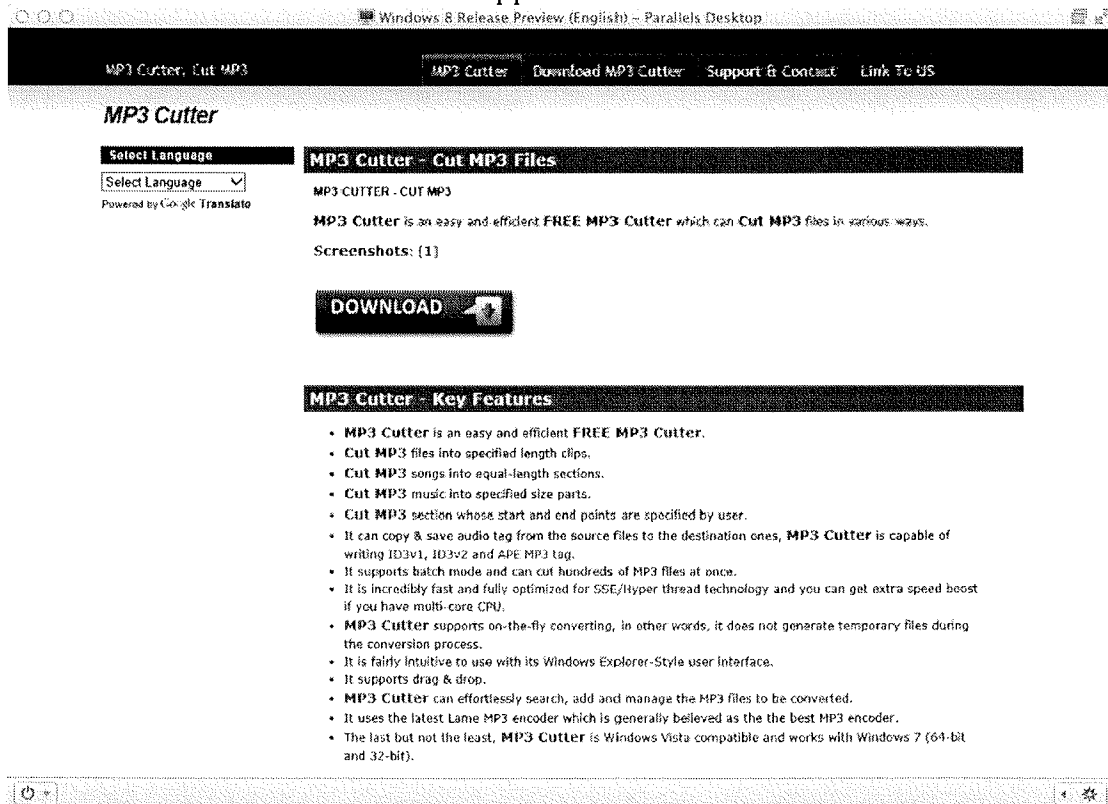 Windows 8 Release Preview (English) – Parallels Desktop
MP3 Cutter, Cut MP3
MP3 Cutter Download MP3 Cutter Support & Contact Link To US
MP3 Cutter
Select Language
Select Language
Powered by Google Translate
MP3 Cutter - Cut MP3 Files
MP3 CUTTER - CUT MP3
MP3 Cutter is an easy and efficient FREE MP3 Cutter which can Cut MP3 files in various ways.
Screenshots: [1]
DOWNLOAD
MP3 Cutter - Key Features
• MP3 Cutter is an easy and efficient FREE MP3 Cutter.
• Cut MP3 files into specified length clips.
• Cut MP3 songs into equal-length sections.
• Cut MP3 music into specified size parts.
• Cut MP3 section whose start and end points are specified by user.
• It can copy & save audio tag from the source files to the destination ones, MP3 Cutter is capable of
writing ID3v1, ID3v2 and APE MP3 tag.
• It supports batch mode and can cut hundreds of MP3 files at once.
• It is incredibly fast and fully optimized for SSE/Hyper thread technology and you can get extra speed boost
if you have multi-core CPU.
• MP3 Cutter supports on-the-fly converting, in other words, it does not generate temporary files during
the conversion process.
• It is fairly intuitive to use with its Windows Explorer-Style user interface.
• It supports drag & drop.
• MP3 Cutter can effortlessly search, add and manage the MP3 files to be converted.
• It uses the latest Lame MP3 encoder which is generally believed as the the best MP3 encoder.
• The last but not the least, MP3 Cutter is Windows Vista compatible and works with Windows 7 (64-bit
and 32-bit).